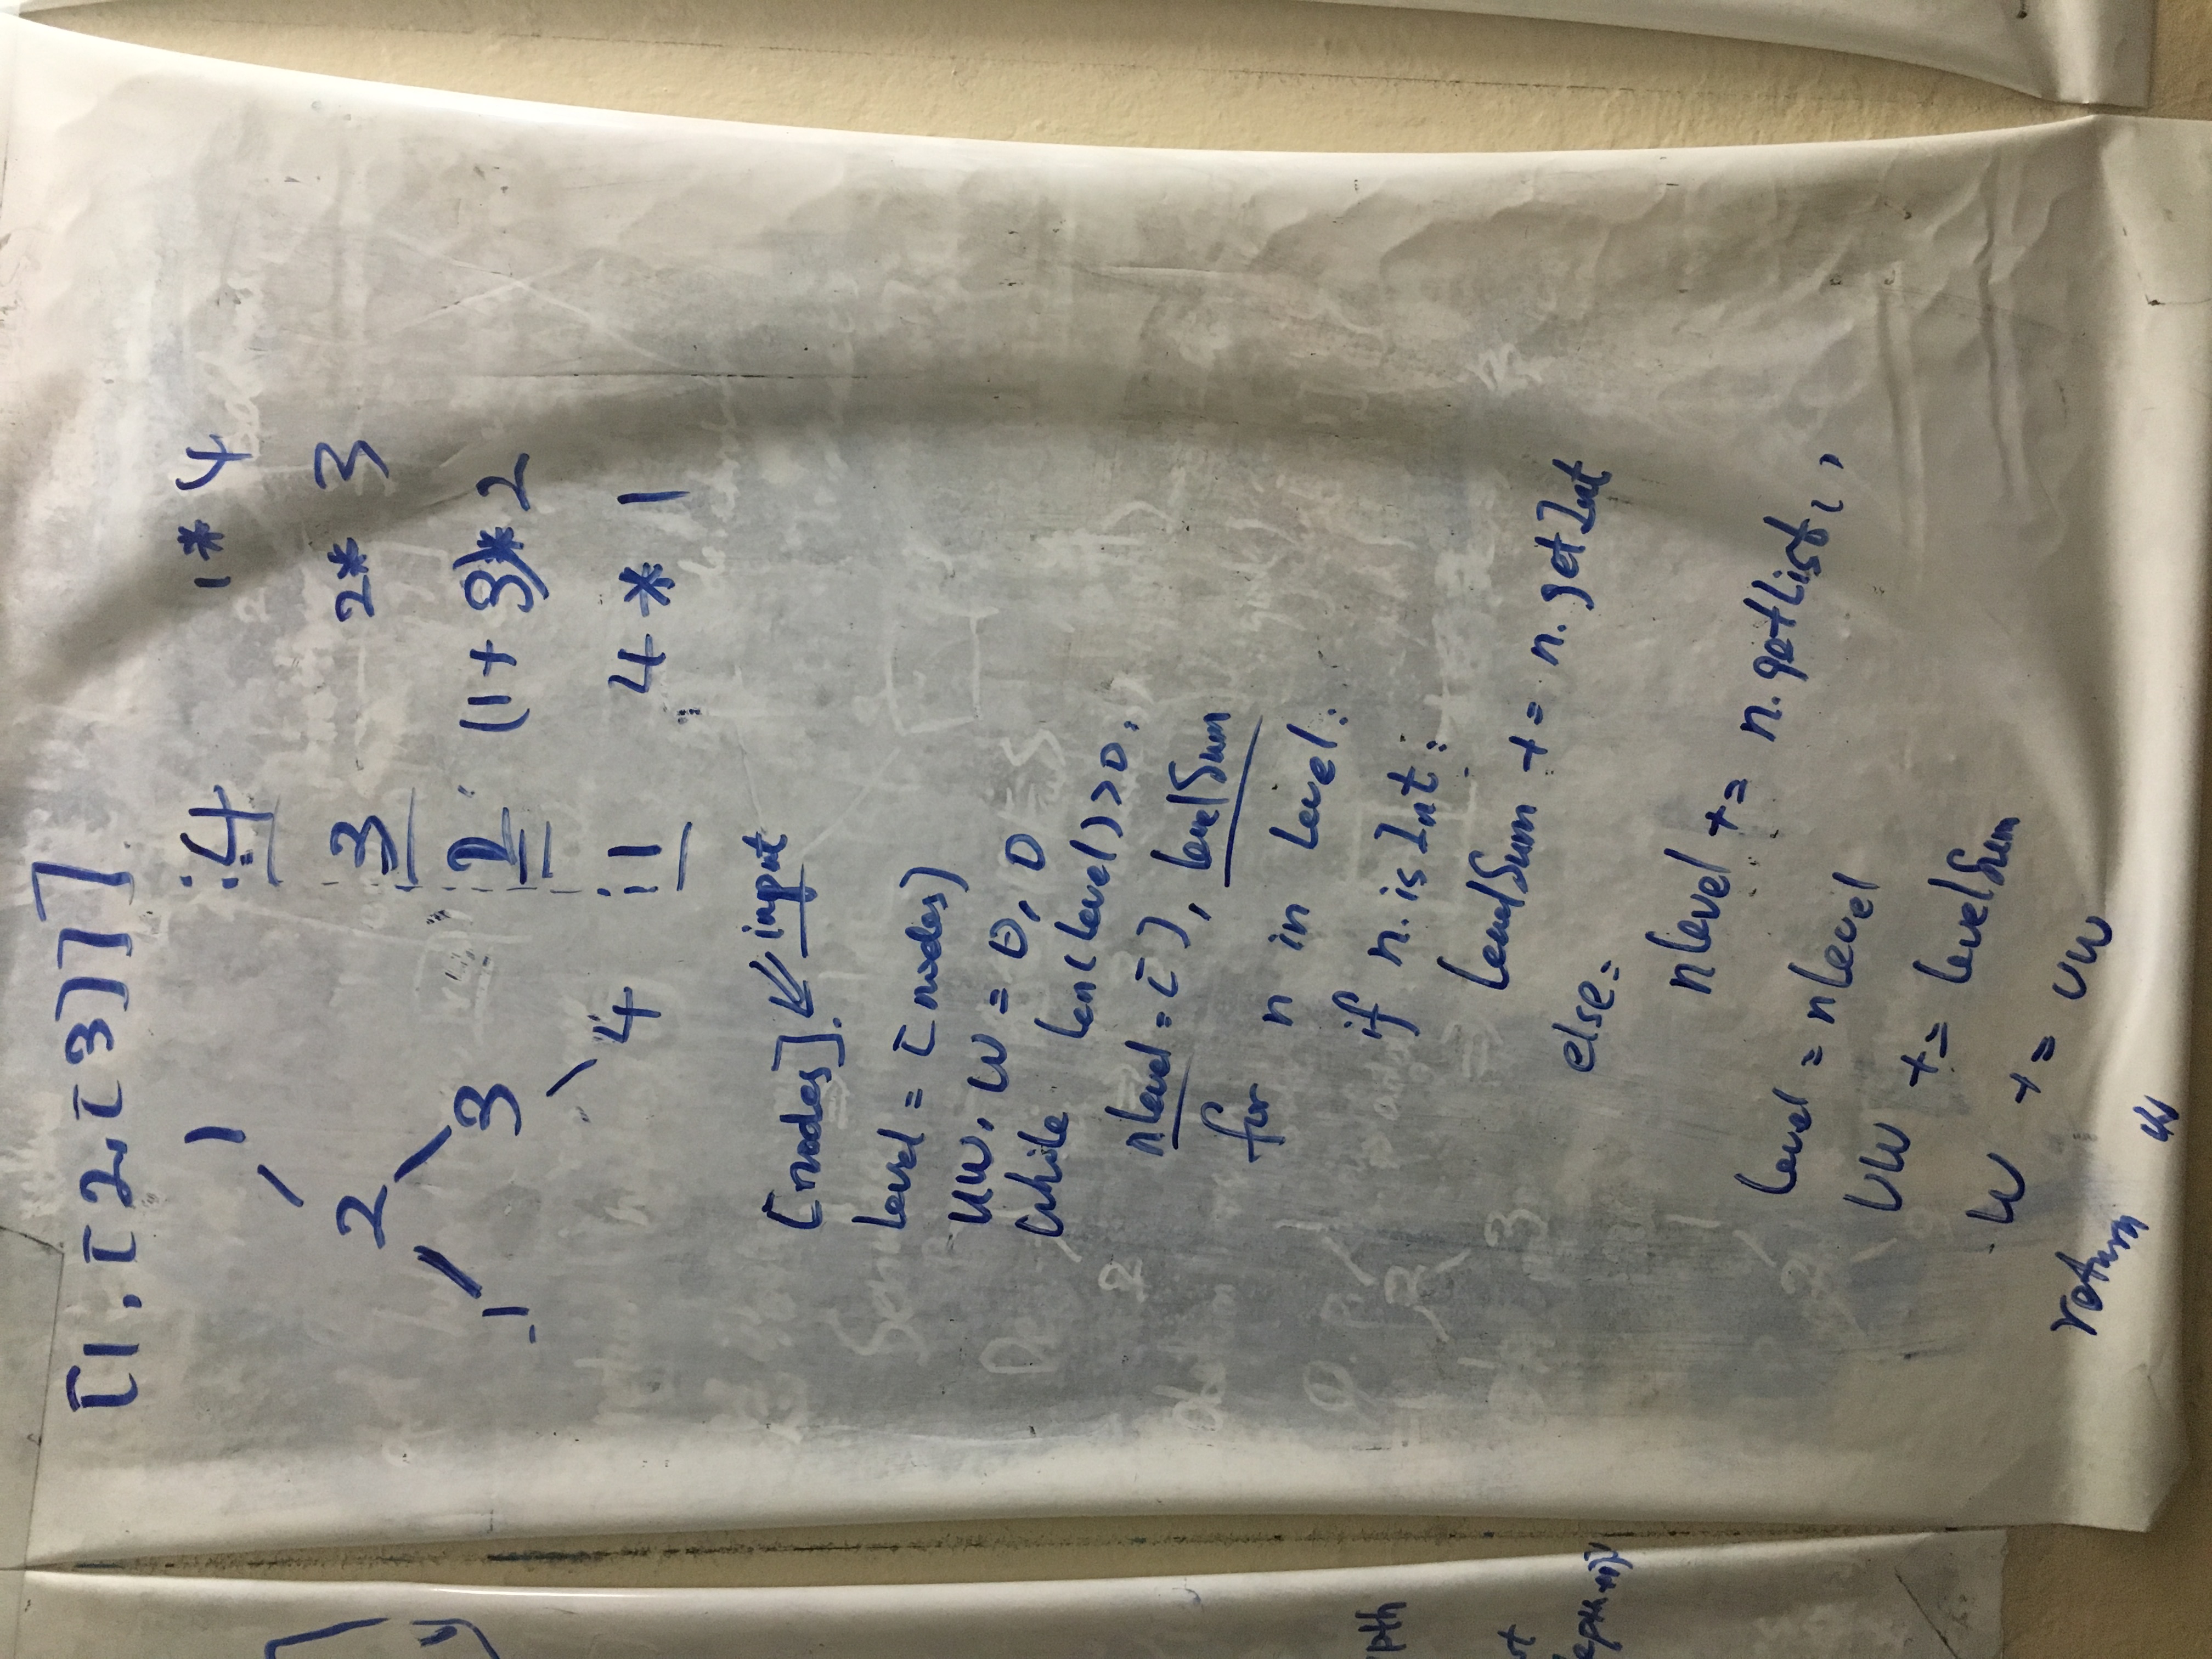 [1, [2, [3]]]
1 4 1 * 4
2 3 2 * 3
1 3 2 (1 + 3) * 2
4 1 4 * 1
[nodes]. input
level = [nodes]
uw, w = 0, 0
while len(level) > 0:
nlevel = [], levelSum
for n in level:
if n.isInt:
levelSum += n.getInt
else:
nlevel += n.getList()
level = nlevel
uw += levelSum
w += uw
return w
pth
st